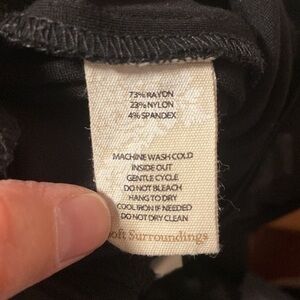 73% RAYON
23% NYLON
4% SPANDEX
MACHINE WASH COLD
INSIDE OUT
GENTLE CYCLE
DO NOT BLEACH
HANG TO DRY
COOL IRON IF NEEDED
DO NOT DRY CLEAN
oft Surroundings